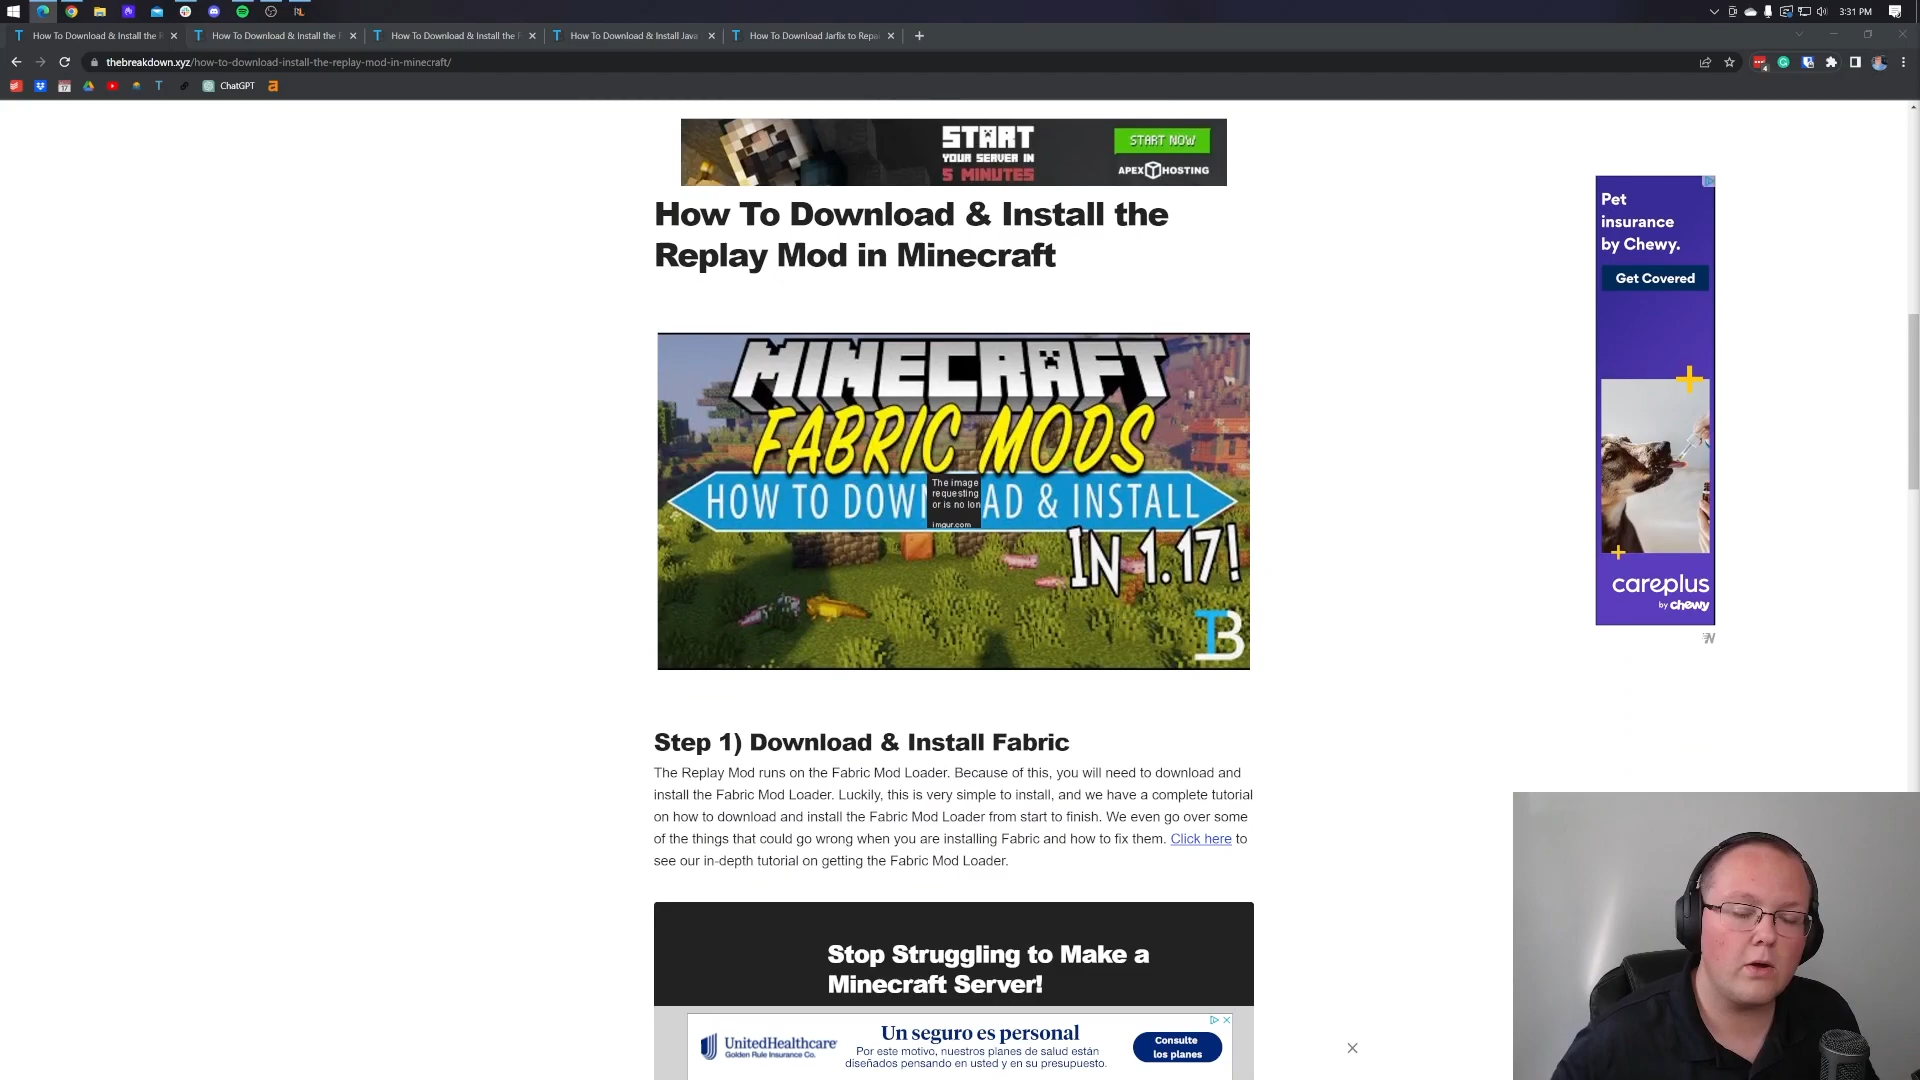 3:31 PM
How To Download & Install the R
How To Download & Install the F
How To Download & Install the F
How To Download & Install Java
How To Download Jarfix to Repai
thebreakdown.xyz/how-to-download-install-the-replay-mod-in-minecraft/
ChatGPT
START
YOUR SERVER IN
5 MINUTES
START NOW
APEX HOSTING
How To Download & Install the
Replay Mod in Minecraft
Pet
insurance
by Chewy.
Get Covered
careplus
by chewy
MINECRAFT
FABRIC MODS
HOW TO DOWN AD & INSTALL
The image
requesting
or is no lon
imgur.com
IN 1.17!
TB
Step 1) Download & Install Fabric
The Replay Mod runs on the Fabric Mod Loader. Because of this, you will need to download and
install the Fabric Mod Loader. Luckily, this is very simple to install, and we have a complete tutorial
on how to download and install the Fabric Mod Loader from start to finish. We even go over some
of the things that could go wrong when you are installing Fabric and how to fix them. Click here to
see our in-depth tutorial on getting the Fabric Mod Loader.
Stop Struggling to Make a
Minecraft Server!
UnitedHealthcare
Golden Rule Insurance Co.
Un seguro es personal
Por este motivo, nuestros planes de salud están
diseñados pensando en usted y en su presupuesto.
Consulte
los planes